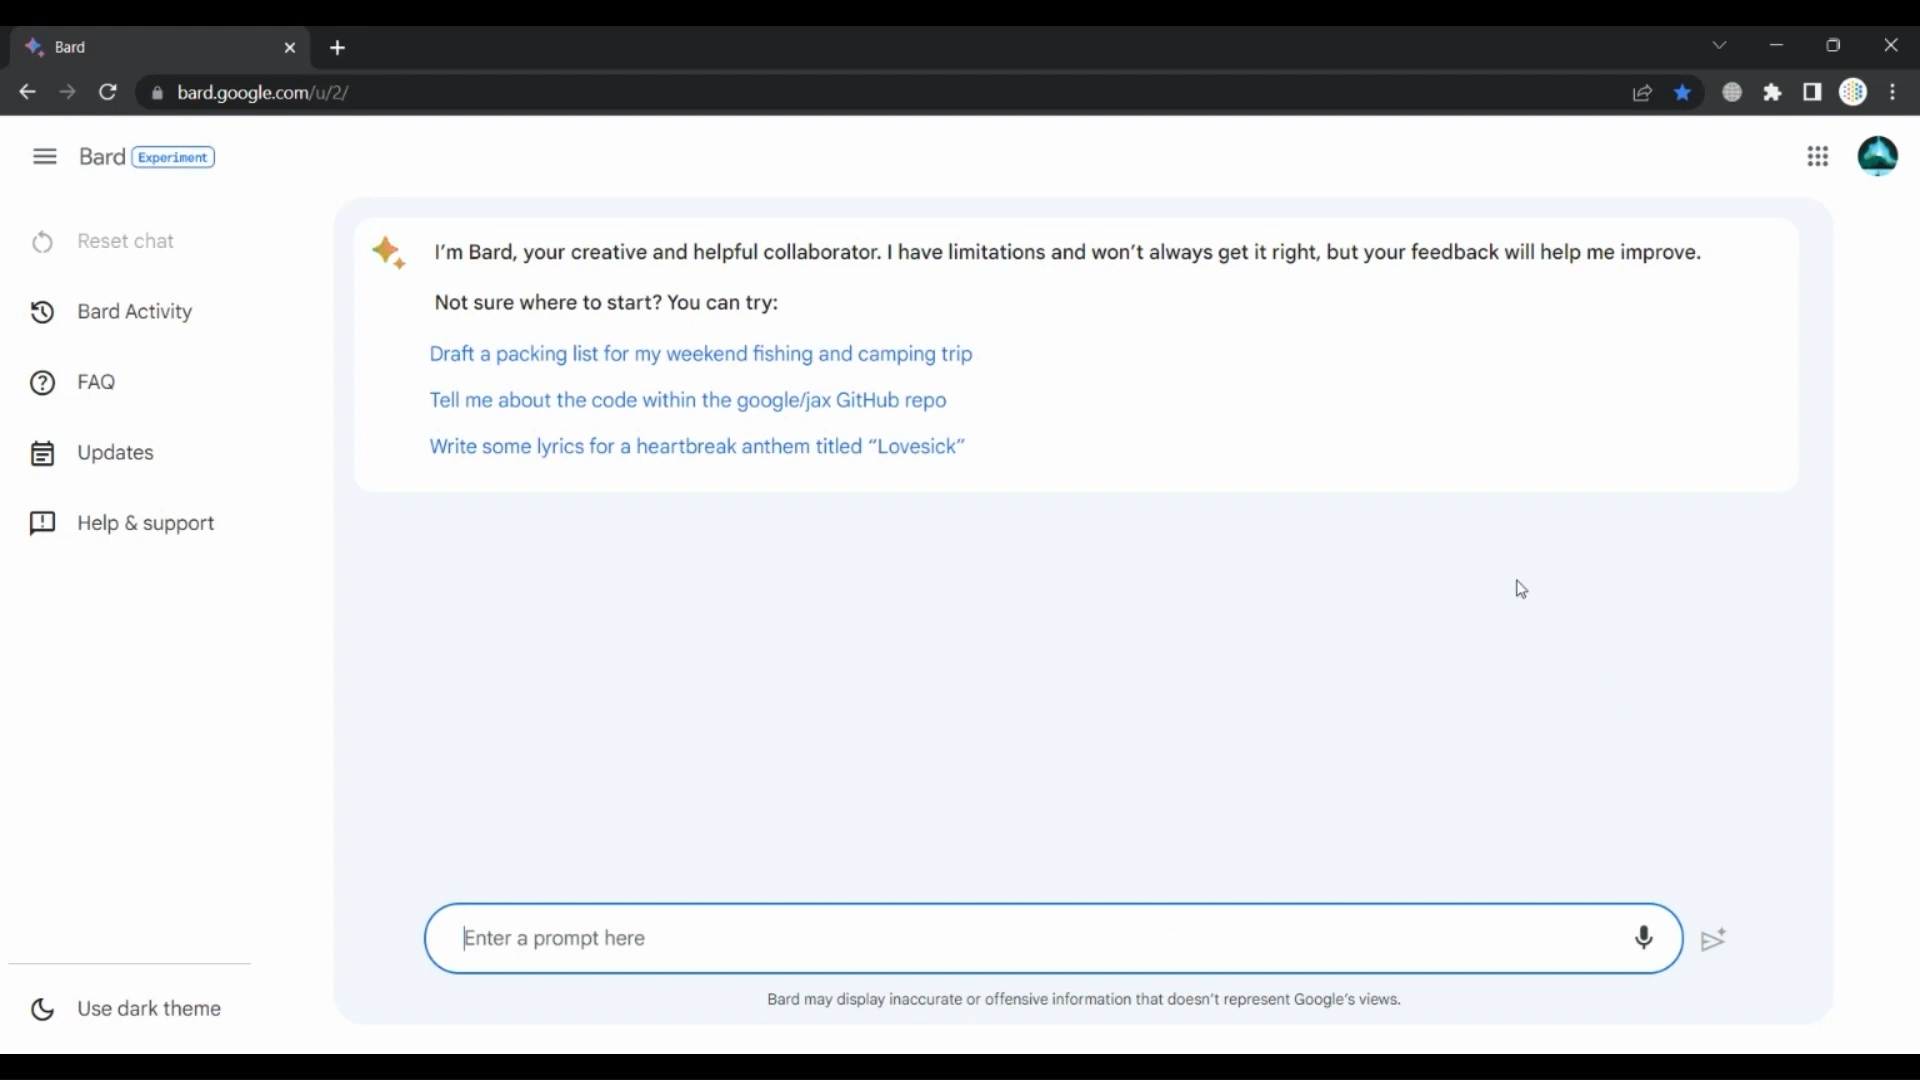 Bard
bard.google.com/u/2/
Bard Experiment
Reset chat
Bard Activity
FAQ
Updates
Help & support
Use dark theme
I'm Bard, your creative and helpful collaborator. I have limitations and won't always get it right, but your feedback will help me improve.
Not sure where to start? You can try:
Draft a packing list for my weekend fishing and camping trip
Tell me about the code within the google/jax GitHub repo
Write some lyrics for a heartbreak anthem titled “Lovesick”
Enter a prompt here
Bard may display inaccurate or offensive information that doesn't represent Google's views.